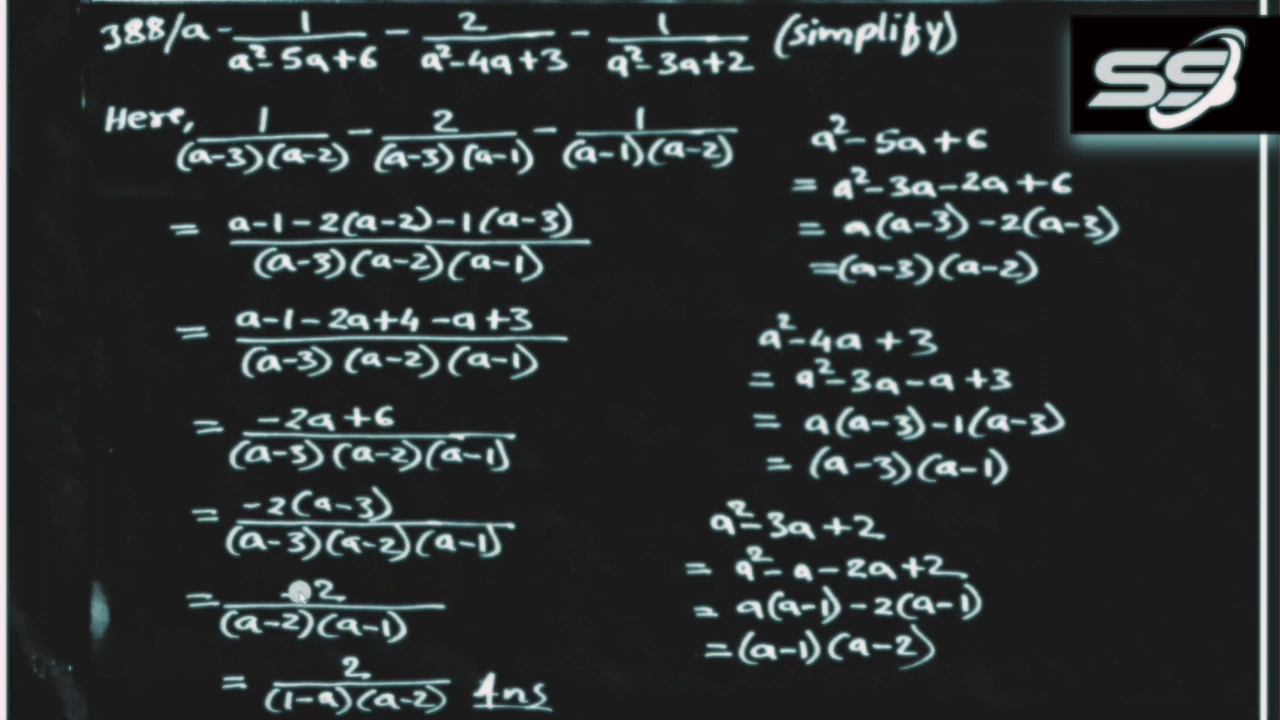 388/a - 1/(a²-5a+6) - 2/(a²-4a+3) - 1/(a²-3a+2) (simplify)
SS
Here, 1/((a-3)(a-2)) - 2/((a-3)(a-1)) - 1/((a-1)(a-2))
= (a-1-2(a-2)-1(a-3))/((a-3)(a-2)(a-1))
= (a-1-2a+4-a+3)/((a-3)(a-2)(a-1))
= (-2a+6)/((a-3)(a-2)(a-1))
= (-2(a-3))/((a-3)(a-2)(a-1))
= -2/((a-2)(a-1))
= 2/((1-a)(a-2)) Ans
a²-5a+6
= a²-3a-2a+6
= a(a-3)-2(a-3)
=(a-3)(a-2)
a²-4a+3
= a²-3a-a+3
= a(a-3)-1(a-3)
= (a-3)(a-1)
a²-3a+2
= a²-a-2a+2
= a(a-1)-2(a-1)
=(a-1)(a-2)